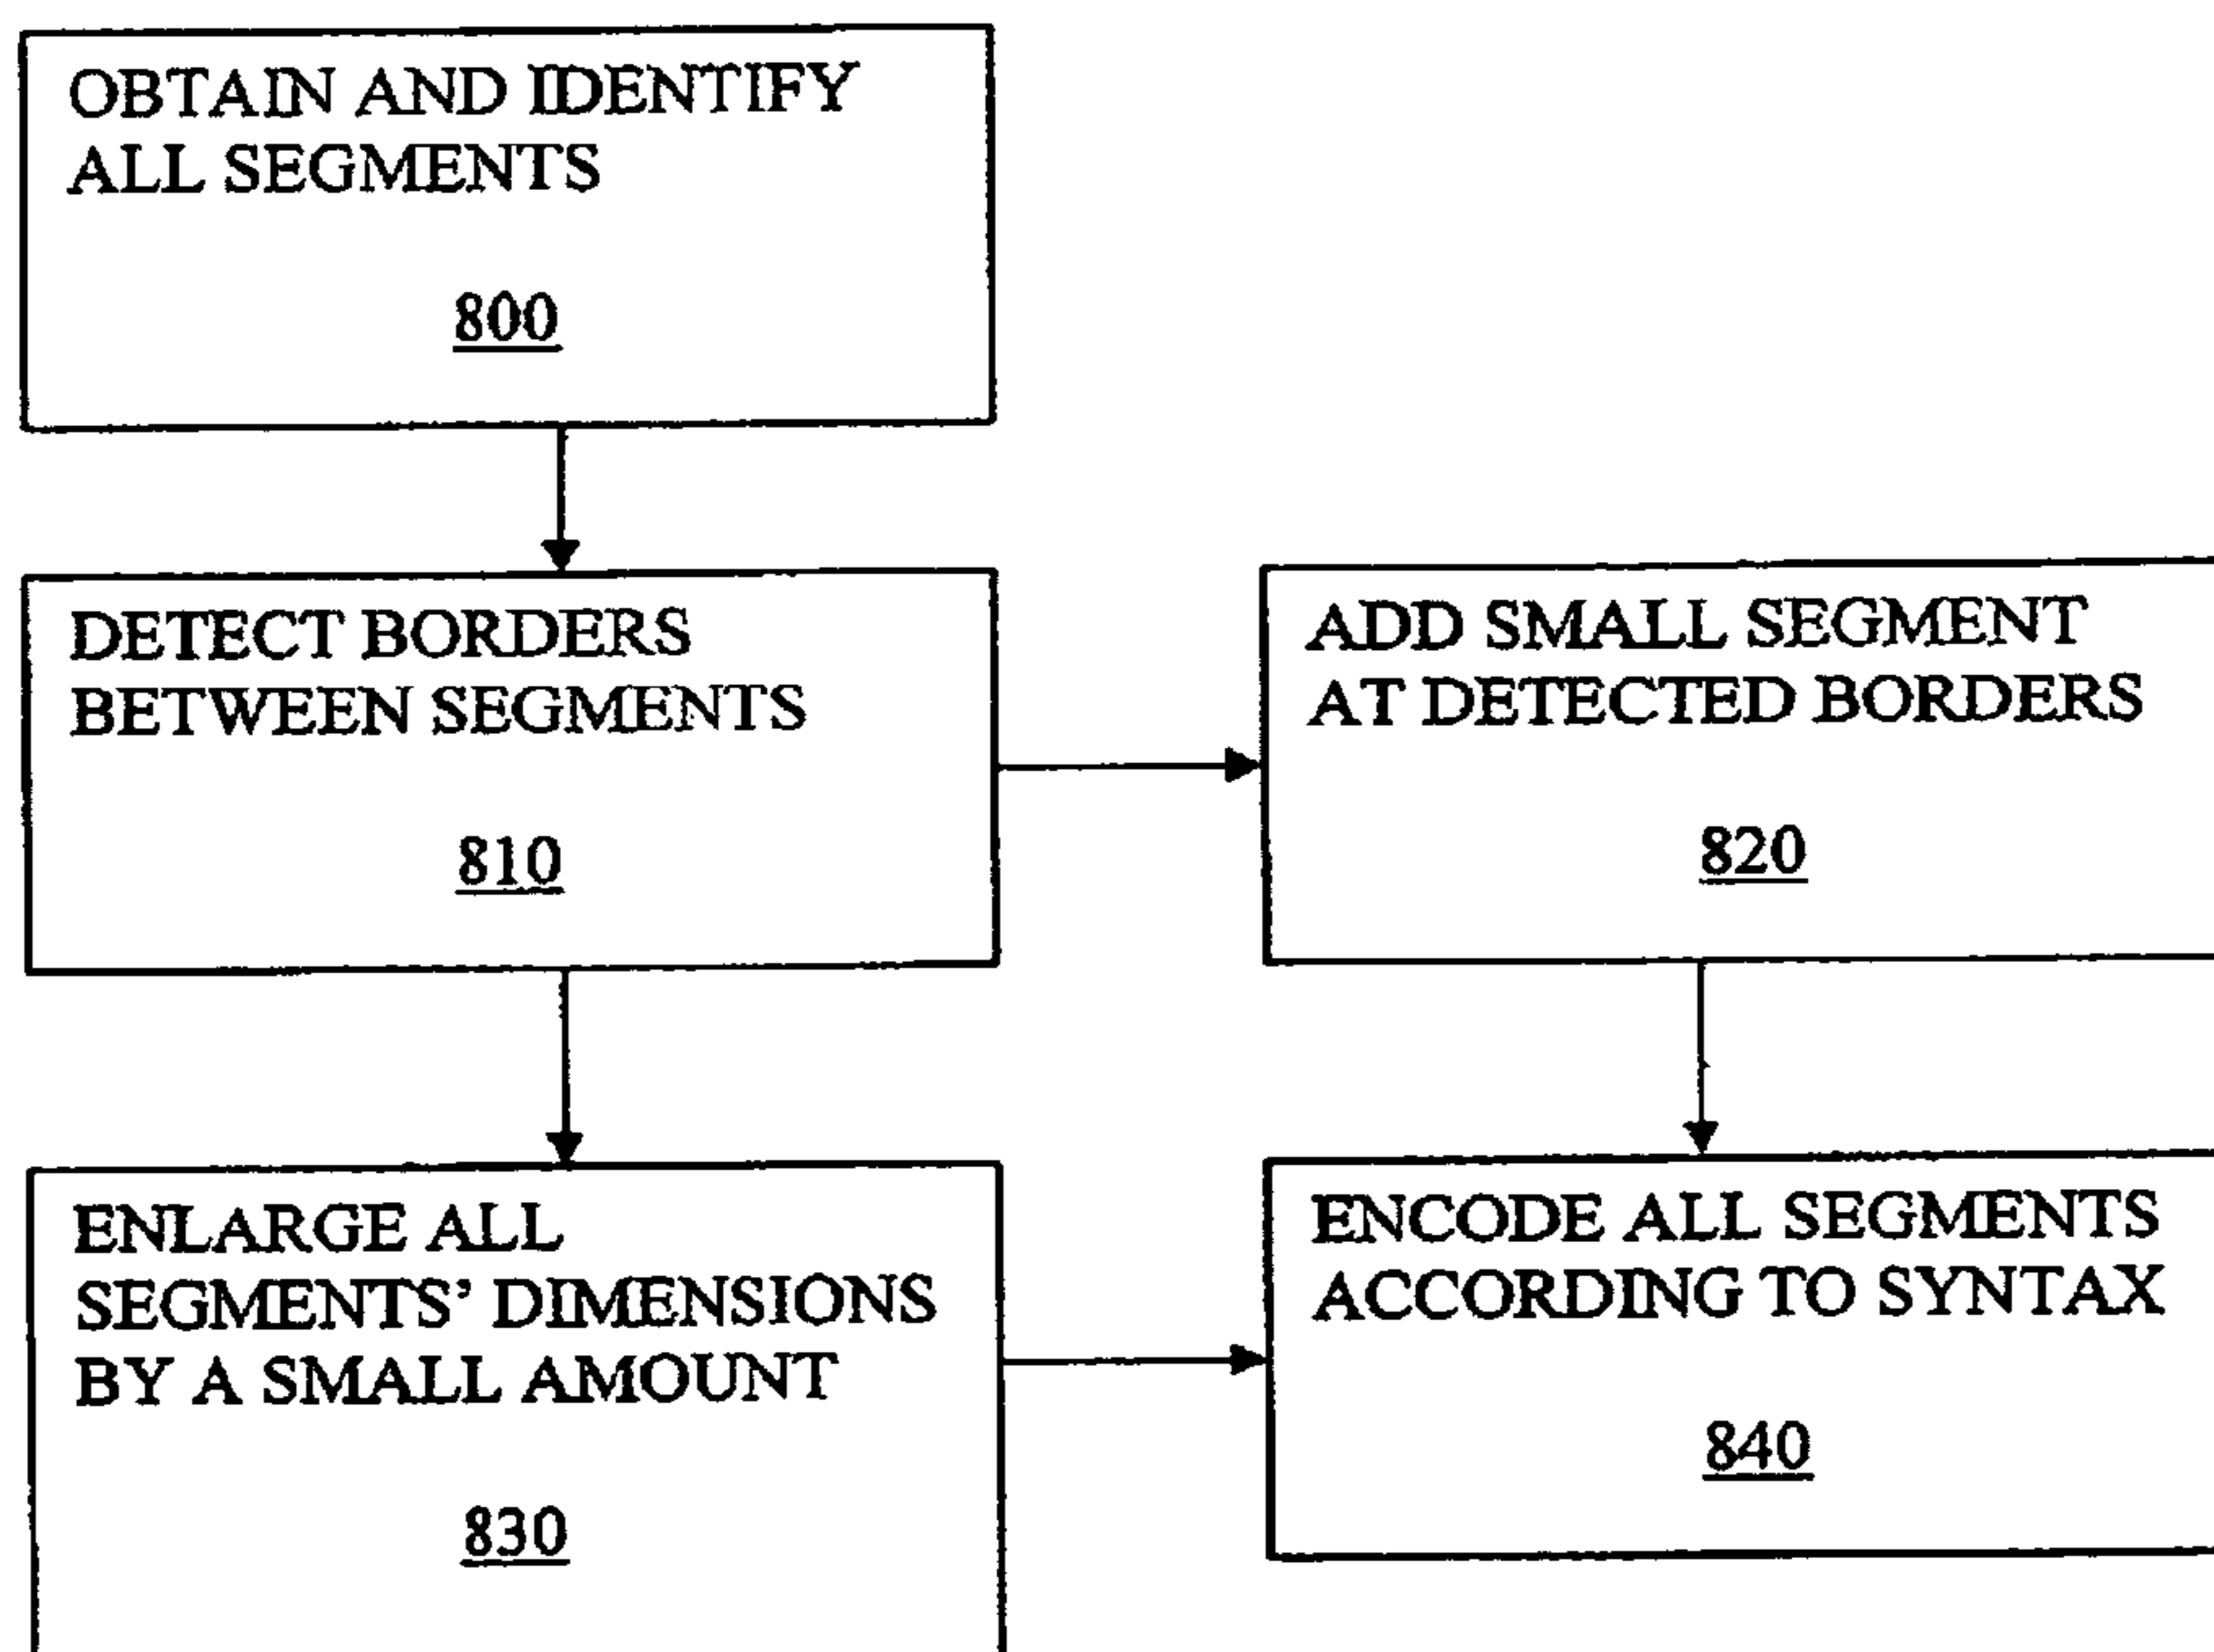 OBTAIN AND IDENTIFY
ALL SEGMENTS
800
DETECT BORDERS
BETWEEN SEGMENTS
810
ADD SMALL SEGMENT
AT DETECTED BORDERS
820
ENLARGE ALL
SEGMENTS’ DIMENSIONS
BY A SMALL AMOUNT
830
ENCODE ALL SEGMENTS
ACCORDING TO SYNTAX
840